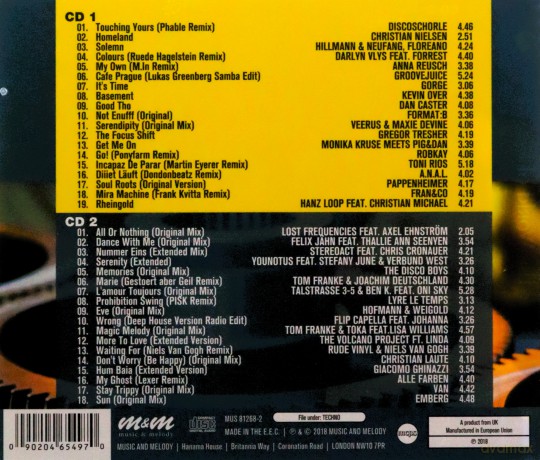 CD 1
01. Touching Yours (Phable Remix) DISCOSCHORLE 4.46
02. Homeland CHRISTIAN NIELSEN 2.51
03. Solemn HILLMANN & NEUFANG, FLOREANO 4.24
04. Colours (Ruede Hagelstein Remix) DARLYN VLYS FEAT. FORREST 4.40
05. My Own (M.In Remix) ANNA REUSCH 3.38
06. Cafe Prague (Lukas Greenberg Samba Edit) GROOVEJUICE 5.24
07. It's Time GORGE 3.06
08. Basement KEVIN OVER 4.38
09. Good Tho DAN CASTER 4.08
10. Not Enufff (Original) FORMAT:B 3.36
11. Serendipity (Original Mix) VEERUS & MAXIE DEVINE 4.06
12. The Focus Shift GREGOR TRESHER 4.19
13. Get Me On MONIKA KRUSE MEETS PIG&DAN 3.39
14. Go! (Ponyfarm Remix) ROBKAY 4.06
15. Incapaz De Parar (Martin Eyerer Remix) TONI RIOS 5.18
16. Diiiet Läuft (Dondonbeatz Remix) A.N.A.L. 4.02
17. Soul Roots (Original Version) PAPPENHEIMER 4.17
18. Mira Machine (Frank Kvitta Remix) FRAN&CO 4.19
19. Rheingold HANZ LOOP FEAT. CHRISTIAN MICHAEL 4.21
CD 2
01. All Or Nothing (Original Mix) LOST FREQUENCIES FEAT. AXEL EHNSTRÖM 2.05
02. Dance With Me (Original Mix) FELIX JAHN FEAT. THALLIE ANN SEENYEN 3.54
03. Nummer Eins (Extended Mix) STEREOACT FEAT. CHRIS CRONAUER 4.21
04. Serenity (Extended) YOUNOTUS FEAT. STEFANY JUNE & VERBUND WEST 3.26
05. Memories (Original Mix) THE DISCO BOYS 4.10
06. Marie (Gestoert aber Geil Remix) TOM FRANKE & JOACHIM DEUTSCHLAND 4.30
07. L'amour Toujours (Original Mix) TALSTRASSE 3-5 & BEN K. FEAT. ONI SKY 5.28
08. Prohibition Swing (PISK Remix) LYRE LE TEMPS 3.13
09. Eve (Original Mix) HOFMANN & WEIGOLD 4.12
10. Wrong (Deep House Version Radio Edit) FLIP CAPELLA FEAT. JOHANNA 3.26
11. Magic Melody (Original Mix) TOM FRANKE & TOKA FEAT.LISA WILLIAMS 4.57
12. More To Love (Extended Version) THE VOLCANO PROJECT FT. LINDA 4.09
13. Waiting For (Niels Van Gogh Remix) RUDE VINYL & NIELS VAN GOGH 3.39
14. Don't Worry (Be Happy) (Original Mix) CHRISTIAN LAUTE 4.10
15. Hum Baia (Extended Version) GIACOMO GHINAZZI 3.54
16. My Ghost (Lexer Remix) ALLE FARBEN 4.40
17. Stay Trippy (Original Mix) YAN 4.42
18. Sun (Original Mix) EMBERG 4.48
0 90204 65497 0
m&m
music & melody
COMPACT disc DIGITAL AUDIO
MUS 81268-2
File under: TECHNO
MADE IN THE E.E.C. | ℗ & © 2018 MUSIC AND MELODY
MUSIC AND MELODY | Hanama House | Britannia Way | Coronation Road | LONDON NW10 7PR
mcps
A product from UK
Manufactured in European Union
℗ 2018
avamax